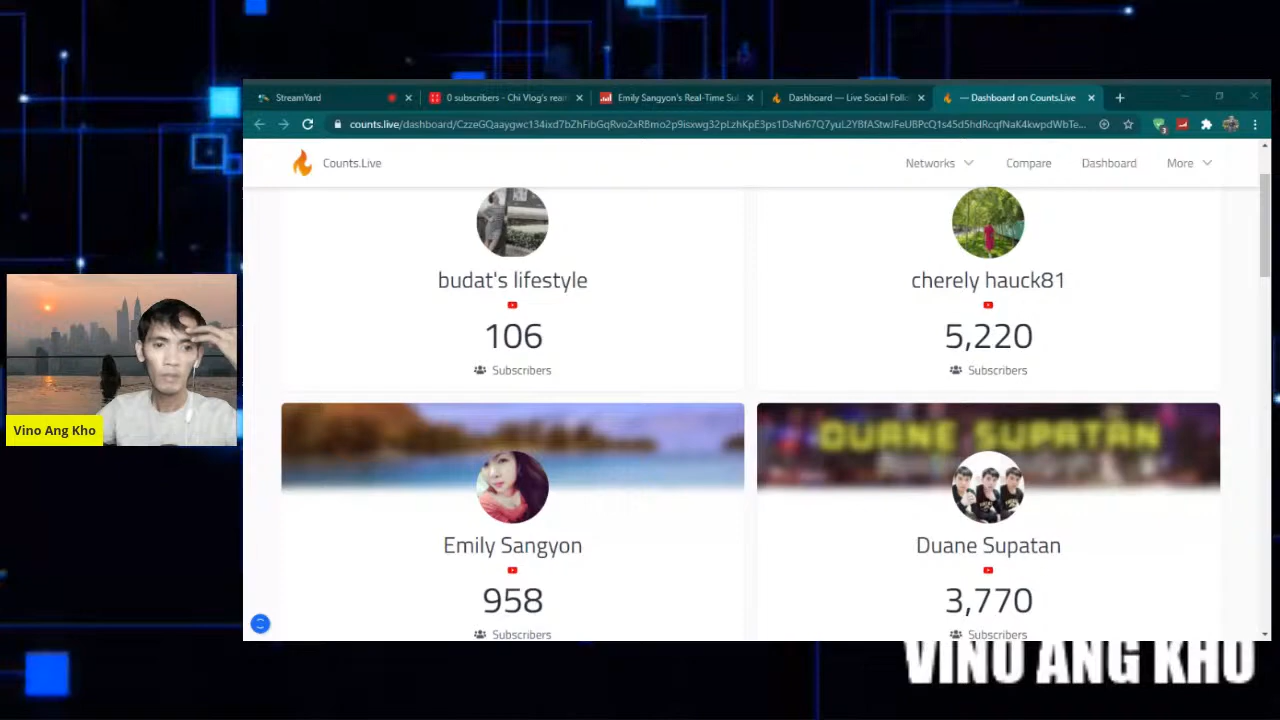 StreamYard
0 subscribers - Chi Vlog's rea
Emily Sangyon's Real-Time Su
Dashboard — Live Social Follo
— Dashboard on Counts.Live
Counts.Live
Networks
Compare
Dashboard
More
budat's lifestyle
106
Subscribers
cherely hauck81
5,220
Subscribers
DUANE SUPATAN
Emily Sangyon
958
Subscribers
Duane Supatan
3,770
Subscribers
Vino Ang Kho
VINO ANG KHO